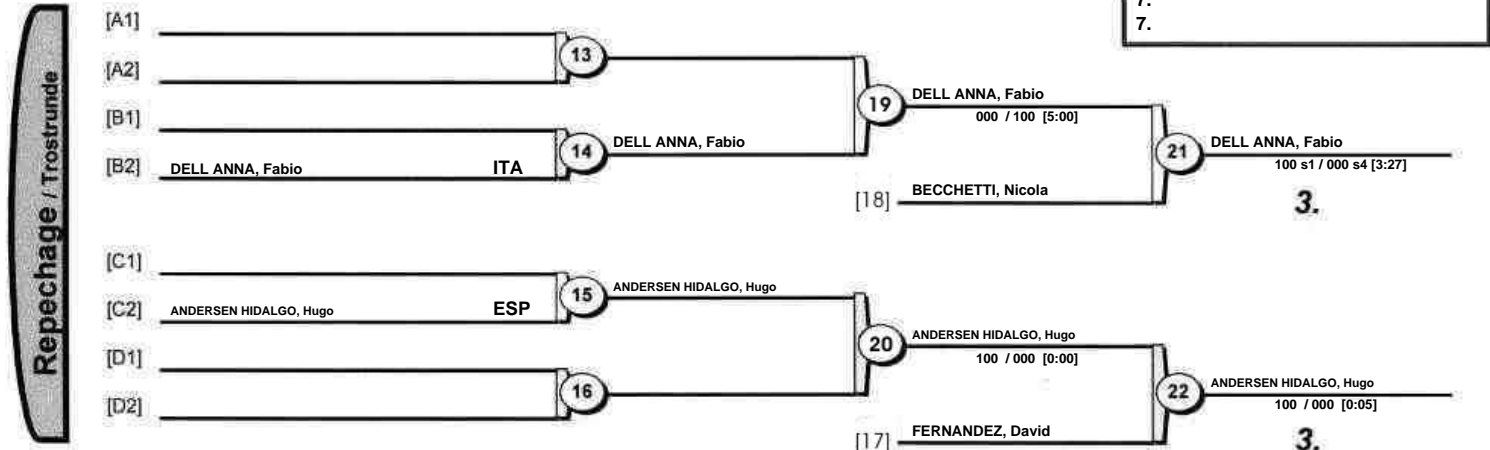 7.
7.
Repechage / Trostrunde
[A1]
[A2]
13
[B1]
[B2] DELL ANNA, Fabio ITA
14 DELL ANNA, Fabio
19 DELL ANNA, Fabio
000 / 100 [5:00]
[18] BECCHETTI, Nicola
21 DELL ANNA, Fabio
100 s1 / 000 s4 [3:27]
3.
[C1]
[C2] ANDERSEN HIDALGO, Hugo ESP
15 ANDERSEN HIDALGO, Hugo
[D1]
[D2]
16
20 ANDERSEN HIDALGO, Hugo
100 / 000 [0:00]
[17] FERNANDEZ, David
22 ANDERSEN HIDALGO, Hugo
100 / 000 [0:05]
3.